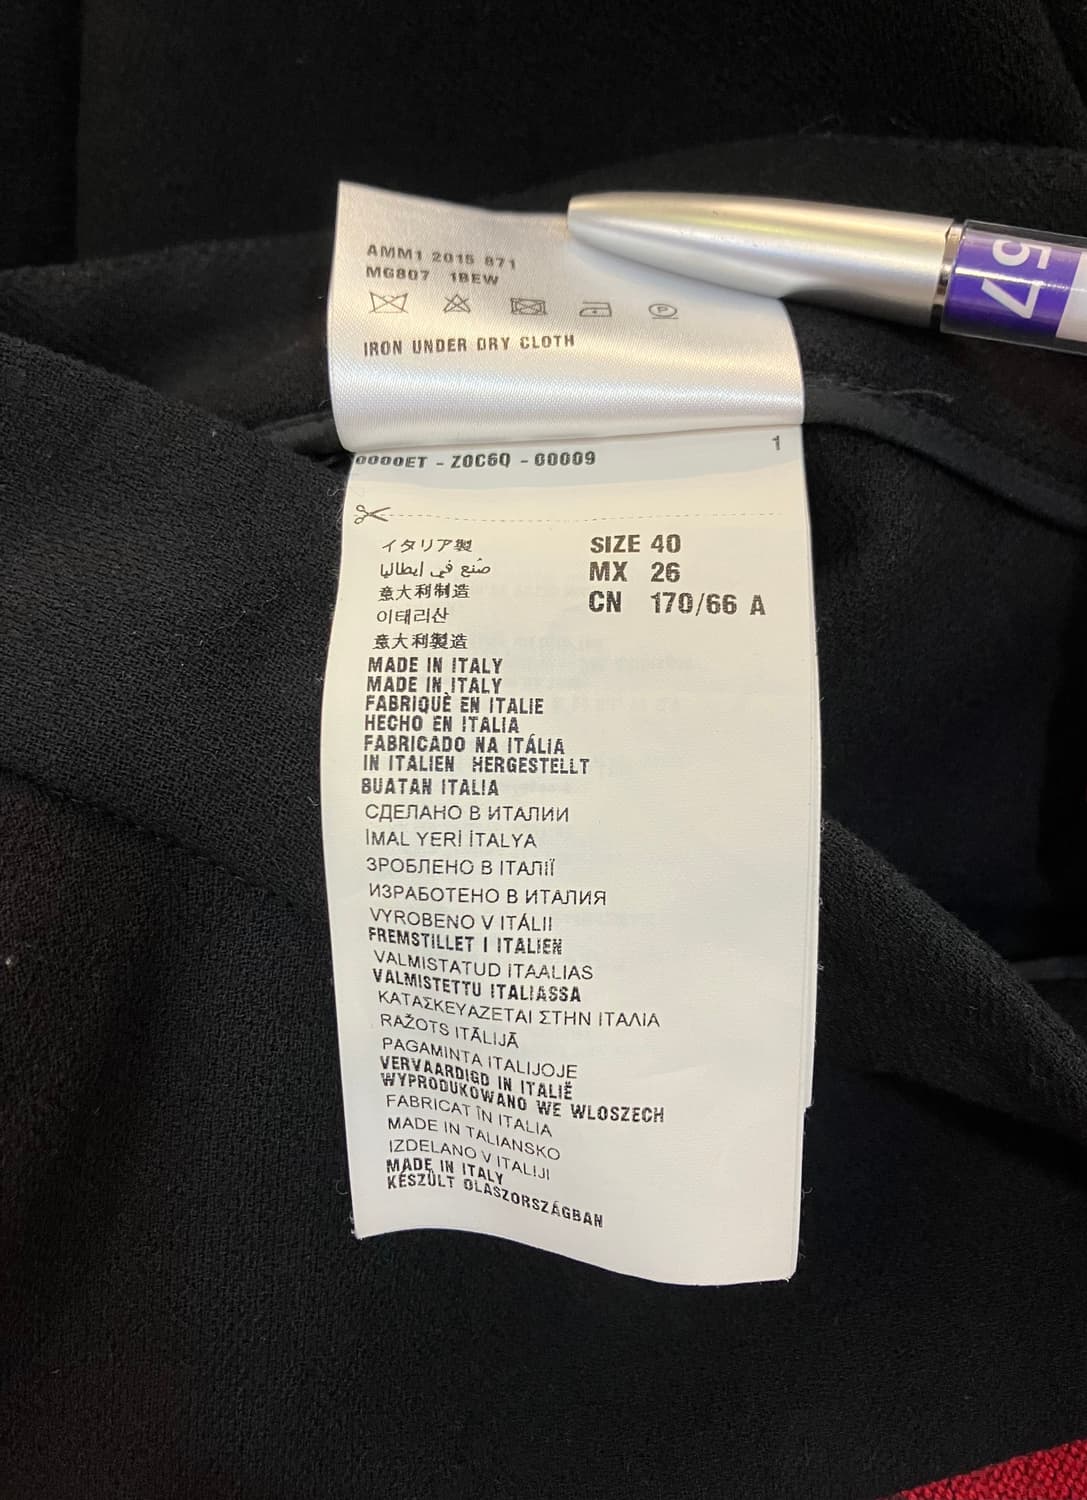 AMM1 2015 871
MG807 1BEW
P
IRON UNDER DRY CLOTH
1
0000ET - Z0C6Q - 00009
イタリア製
صنع في ايطاليا
意大利制造
이태리산
意大利製造
SIZE 40
MX 26
CN 170/66 A
MADE IN ITALY
MADE IN ITALY
FABRIQUÈ EN ITALIE
HECHO EN ITALIA
FABRICADO NA ITÁLIA
IN ITALIEN HERGESTELLT
BUATAN ITALIA
СДЕЛАНО В ИТАЛИИ
İMAL YERİ İTALYA
ЗРОБЛЕНО В ІТАЛІЇ
ИЗРАБОТЕНО В ИТАЛИЯ
VYROBENO V ITÁLII
FREMSTILLET I ITALIEN
VALMISTATUD ITAALIAS
VALMISTETTU ITALIASSA
ΚΑΤΑΣΚΕΥΑΖΕΤΑΙ ΣΤΗΝ ΙΤΑΛΙΑ
RAŽOTS ITĀLIJĀ
PAGAMINTA ITALIJOJE
VERVAARDIGD IN ITALIË
WYPRODUKOWANO WE WLOSZECH
FABRICAT ÎN ITALIA
MADE IN TALIANSKO
IZDELANO V ITALIJI
MADE IN ITALY
KÉSZÜLT OLASZORSZÁGBAN
57